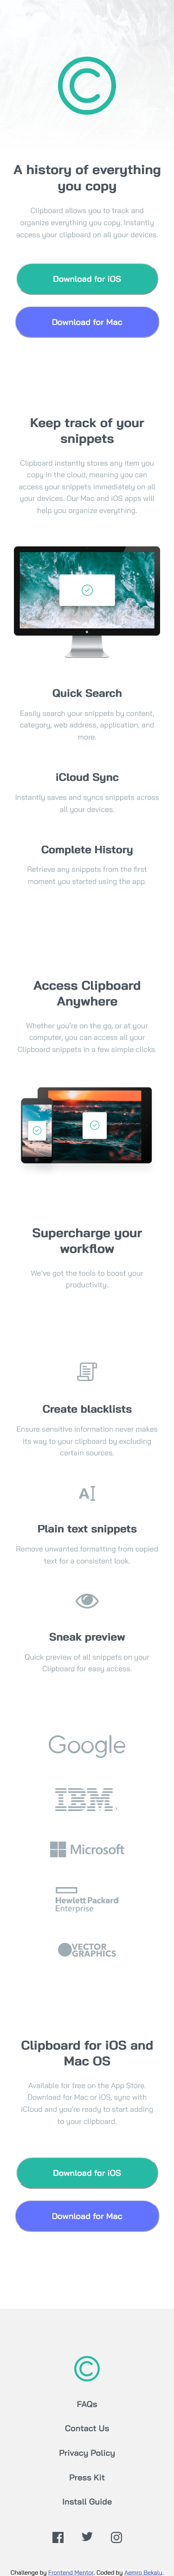 A history of everything
you copy
Clipboard allows you to track and
organize everything you copy. Instantly
access your clipboard on all your devices.
Download for iOS
Download for Mac
Keep track of your
snippets
Clipboard instantly stores any item you
copy in the cloud, meaning you can
access your snippets immediately on all
your devices. Our Mac and iOS apps will
help you organize everything.
Quick Search
Easily search your snippets by content,
category, web address, application, and
more.
iCloud Sync
Instantly saves and syncs snippets across
all your devices.
Complete History
Retrieve any snippets from the first
moment you started using the app.
Access Clipboard
Anywhere
Whether you're on the go, or at your
computer, you can access all your
Clipboard snippets in a few simple clicks.
Supercharge your
workflow
We've got the tools to boost your
productivity.
Create blacklists
Ensure sensitive information never makes
its way to your clipboard by excluding
certain sources.
A
Plain text snippets
Remove unwanted formatting from copied
text for a consistent look.
Sneak preview
Quick preview of all snippets on your
Clipboard for easy access.
Google
IBM
Microsoft
Hewlett Packard
Enterprise
VECTOR
GRAPHICS
Clipboard for iOS and
Mac OS
Available for free on the App Store.
Download for Mac or iOS, sync with
iCloud and you're ready to start adding
to your clipboard.
Download for iOS
Download for Mac
FAQs
Contact Us
Privacy Policy
Press Kit
Install Guide
Challenge by Frontend Mentor. Coded by Aemro Bekalu.